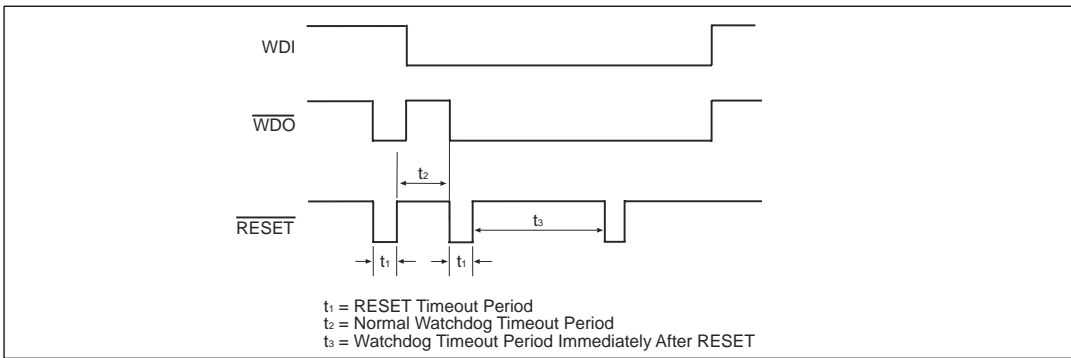 WDI
WDO
t₂
RESET
t₃
t₁
t₁
t₁ = RESET Timeout Period
t₂ = Normal Watchdog Timeout Period
t₃ = Watchdog Timeout Period Immediately After RESET